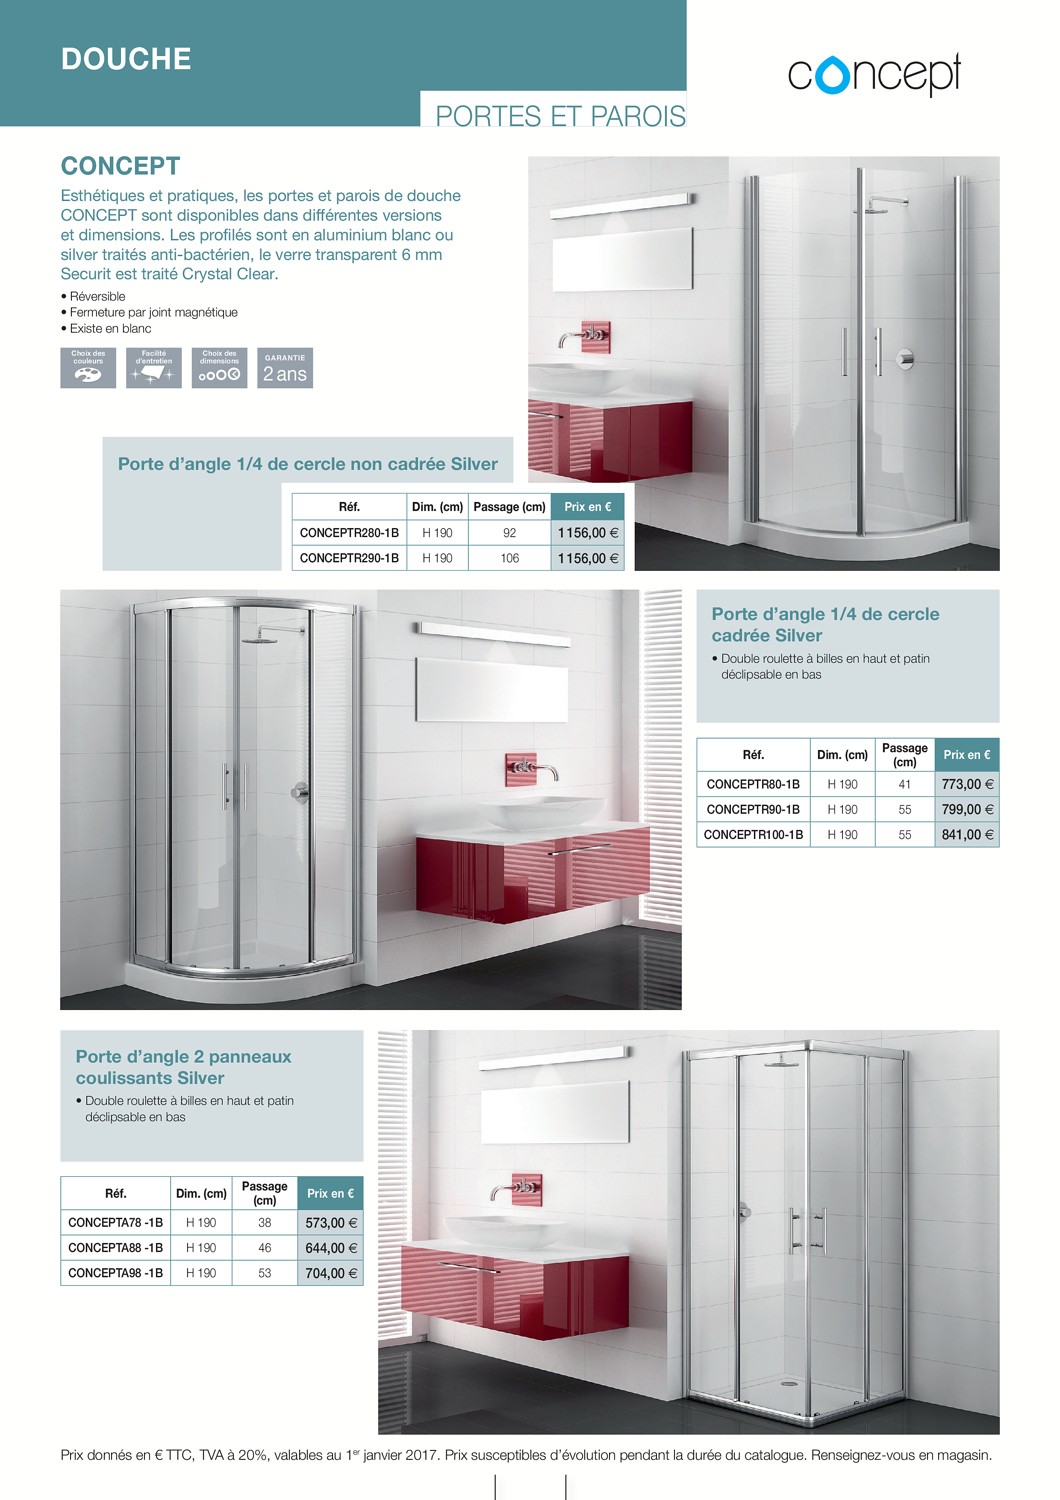 DOUCHE
PORTES ET PAROIS
concept
CONCEPT
Esthétiques et pratiques, les portes et parois de douche
CONCEPT sont disponibles dans différentes versions
et dimensions. Les profilés sont en aluminium blanc ou
silver traités anti-bactérien, le verre transparent 6 mm
Securit est traité Crystal Clear.
• Réversible
• Fermeture par joint magnétique
• Existe en blanc
Choix des
couleurs
Facilité
d'entretien
Choix des
dimensions
GARANTIE
2 ans
Porte d'angle 1/4 de cercle non cadrée Silver
Réf. Dim. (cm) Passage (cm) Prix en €
CONCEPTR280-1B H 190 92 1 156,00 €
CONCEPTR290-1B H 190 106 1 156,00 €
Porte d'angle 1/4 de cercle
cadrée Silver
• Double roulette à billes en haut et patin
déclipsable en bas
Réf. Dim. (cm) Passage (cm) Prix en €
CONCEPTR80-1B H 190 41 773,00 €
CONCEPTR90-1B H 190 55 799,00 €
CONCEPTR100-1B H 190 55 841,00 €
Porte d'angle 2 panneaux
coulissants Silver
• Double roulette à billes en haut et patin
déclipsable en bas
Réf. Dim. (cm) Passage (cm) Prix en €
CONCEPTA78 -1B H 190 38 573,00 €
CONCEPTA88 -1B H 190 46 644,00 €
CONCEPTA98 -1B H 190 53 704,00 €
Prix donnés en € TTC, TVA à 20%, valables au 1er janvier 2017. Prix susceptibles d'évolution pendant la durée du catalogue. Renseignez-vous en magasin.